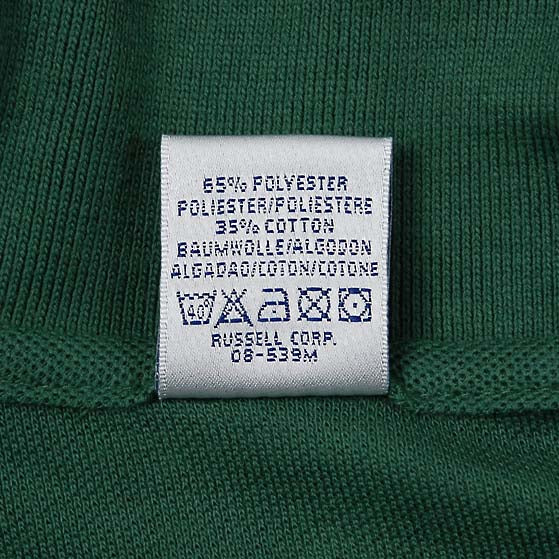 65% POLYESTER
POLIESTER/POLIESTERE
35% COTTON
BAUMWOLLE/ALGODON
ALGADAO/COTON/COTONE
40
RUSSELL CORP.
08-539M